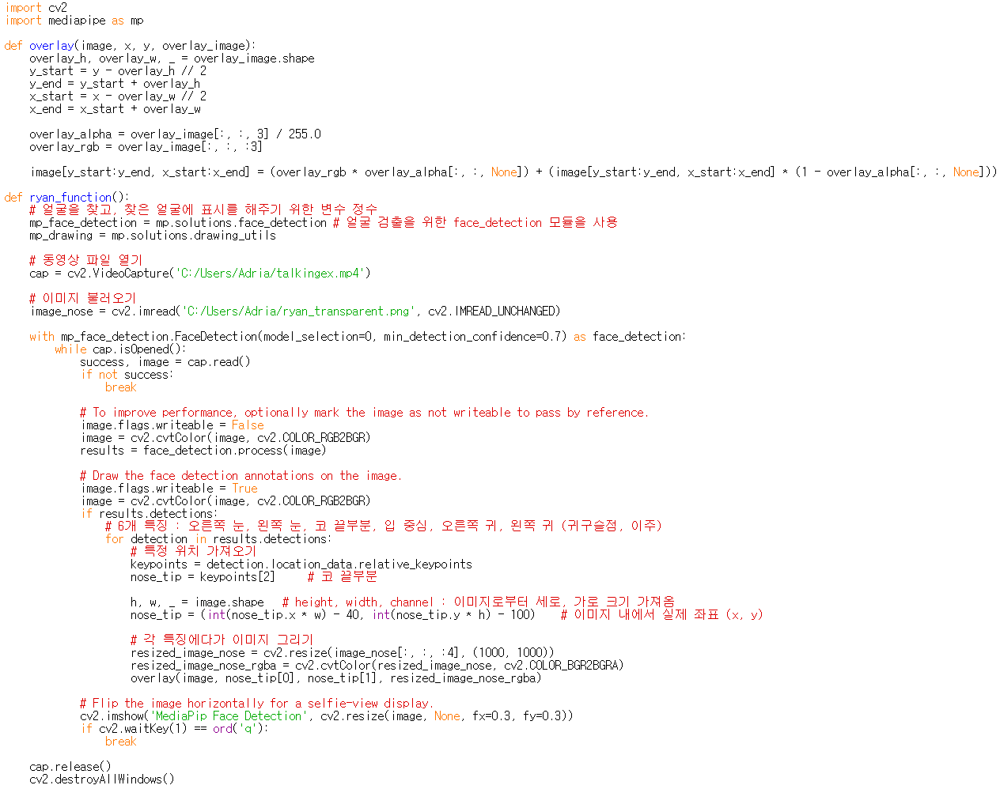 import cv2
import mediapipe as mp
def overlay(image, x, y, overlay_image):
overlay_h, overlay_w, _ = overlay_image.shape
y_start = y - overlay_h // 2
y_end = y_start + overlay_h
x_start = x - overlay_w // 2
x_end = x_start + overlay_w
overlay_alpha = overlay_image[:, :, 3] / 255.0
overlay_rgb = overlay_image[:, :, :3]
image[y_start:y_end, x_start:x_end] = (overlay_rgb * overlay_alpha[:, :, None]) + (image[y_start:y_end, x_start:x_end] * (1 - overlay_alpha[:, :, None]))
def ryan_function():
# 얼굴을 찾고, 찾은 얼굴에 표시를 해주기 위한 변수 정수
mp_face_detection = mp.solutions.face_detection # 얼굴 검출을 위한 face_detection 모듈을 사용
mp_drawing = mp.solutions.drawing_utils
# 동영상 파일 열기
cap = cv2.VideoCapture('C:/Users/Adria/talkingex.mp4')
# 이미지 불러오기
image_nose = cv2.imread('C:/Users/Adria/ryan_transparent.png', cv2.IMREAD_UNCHANGED)
with mp_face_detection.FaceDetection(model_selection=0, min_detection_confidence=0.7) as face_detection:
while cap.isOpened():
success, image = cap.read()
if not success:
break
# To improve performance, optionally mark the image as not writeable to pass by reference.
image.flags.writeable = False
image = cv2.cvtColor(image, cv2.COLOR_RGB2BGR)
results = face_detection.process(image)
# Draw the face detection annotations on the image.
image.flags.writeable = True
image = cv2.cvtColor(image, cv2.COLOR_RGB2BGR)
if results.detections:
# 6개 특징 : 오른쪽 눈, 왼쪽 눈, 코 끝부분, 입 중심, 오른쪽 귀, 왼쪽 귀 (귀구슬점, 이주)
for detection in results.detections:
# 특정 위치 가져오기
keypoints = detection.location_data.relative_keypoints
nose_tip = keypoints[2] # 코 끝부분
h, w, _ = image.shape # height, width, channel : 이미지로부터 세로, 가로 크기 가져옴
nose_tip = (int(nose_tip.x * w) - 40, int(nose_tip.y * h) - 100) # 이미지 내에서 실제 좌표 (x, y)
# 각 특징에다가 이미지 그리기
resized_image_nose = cv2.resize(image_nose[:, :, :4], (1000, 1000))
resized_image_nose_rgba = cv2.cvtColor(resized_image_nose, cv2.COLOR_BGR2BGRA)
overlay(image, nose_tip[0], nose_tip[1], resized_image_nose_rgba)
# Flip the image horizontally for a selfie-view display.
cv2.imshow('MediaPip Face Detection', cv2.resize(image, None, fx=0.3, fy=0.3))
if cv2.waitKey(1) == ord('q'):
break
cap.release()
cv2.destroyAllWindows()